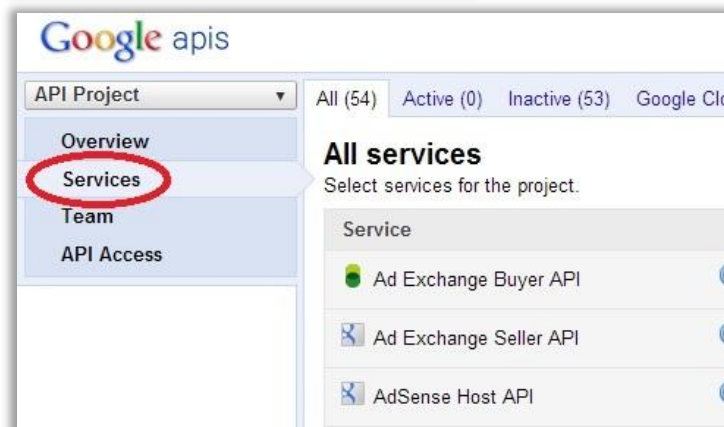 Google apis
API Project
Overview
Services
Team
API Access
All (54) Active (0) Inactive (53) Google
All services
Select services for the project.
Service
Ad Exchange Buyer API
Ad Exchange Seller API
AdSense Host API